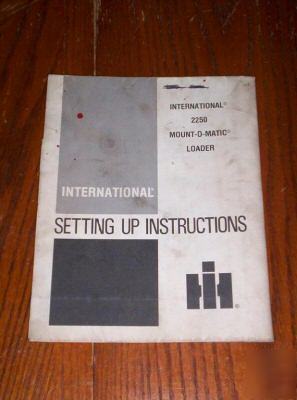 INTERNATIONAL®
2250
MOUNT-O-MATIC®
LOADER
INTERNATIONAL®
SETTING UP INSTRUCTIONS
IH®